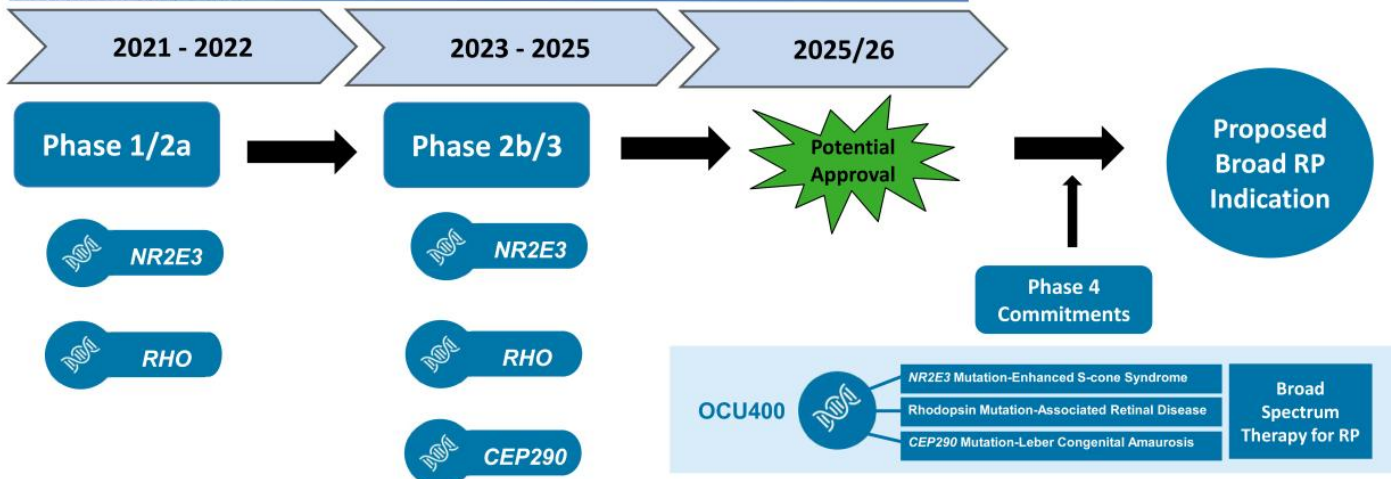 2021 - 2022
2023 - 2025
2025/26
Phase 1/2a
Phase 2b/3
Potential
Approval
Proposed
Broad RP
Indication
NR2E3
NR2E3
RHO
RHO
CEP290
Phase 4
Commitments
OCU400
NR2E3 Mutation-Enhanced S-cone Syndrome
Rhodopsin Mutation-Associated Retinal Disease
CEP290 Mutation-Leber Congenital Amaurosis
Broad
Spectrum
Therapy for RP